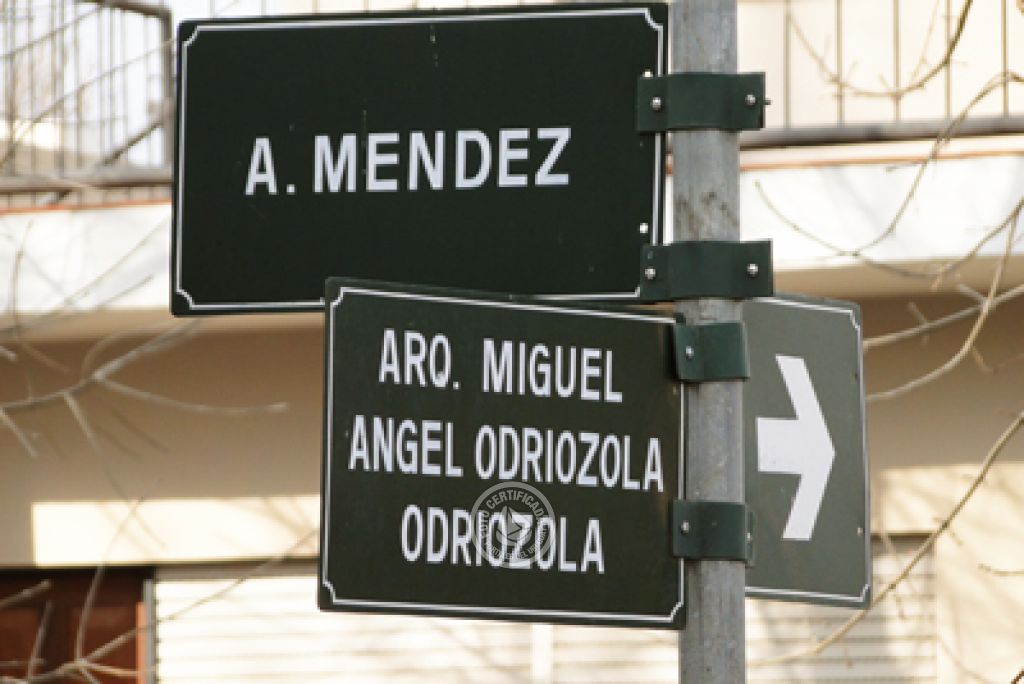 A. MENDEZ
ARQ. MIGUEL
ANGEL ODRIOZOLA
ODRIOZOLA